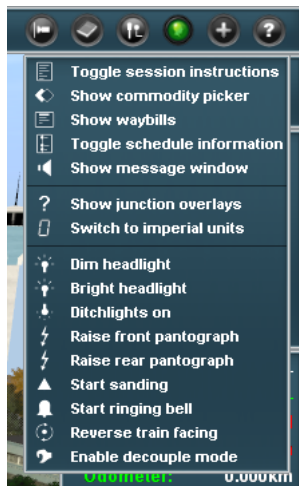 Toggle session instructions
Show commodity picker
Show waybills
Toggle schedule information
Show message window
? Show junction overlays
Switch to imperial units
Dim headlight
Bright headlight
Ditchlights on
Raise front pantograph
Raise rear pantograph
Start sanding
Start ringing bell
Reverse train facing
Enable decouple mode
Odometer: 0.000km